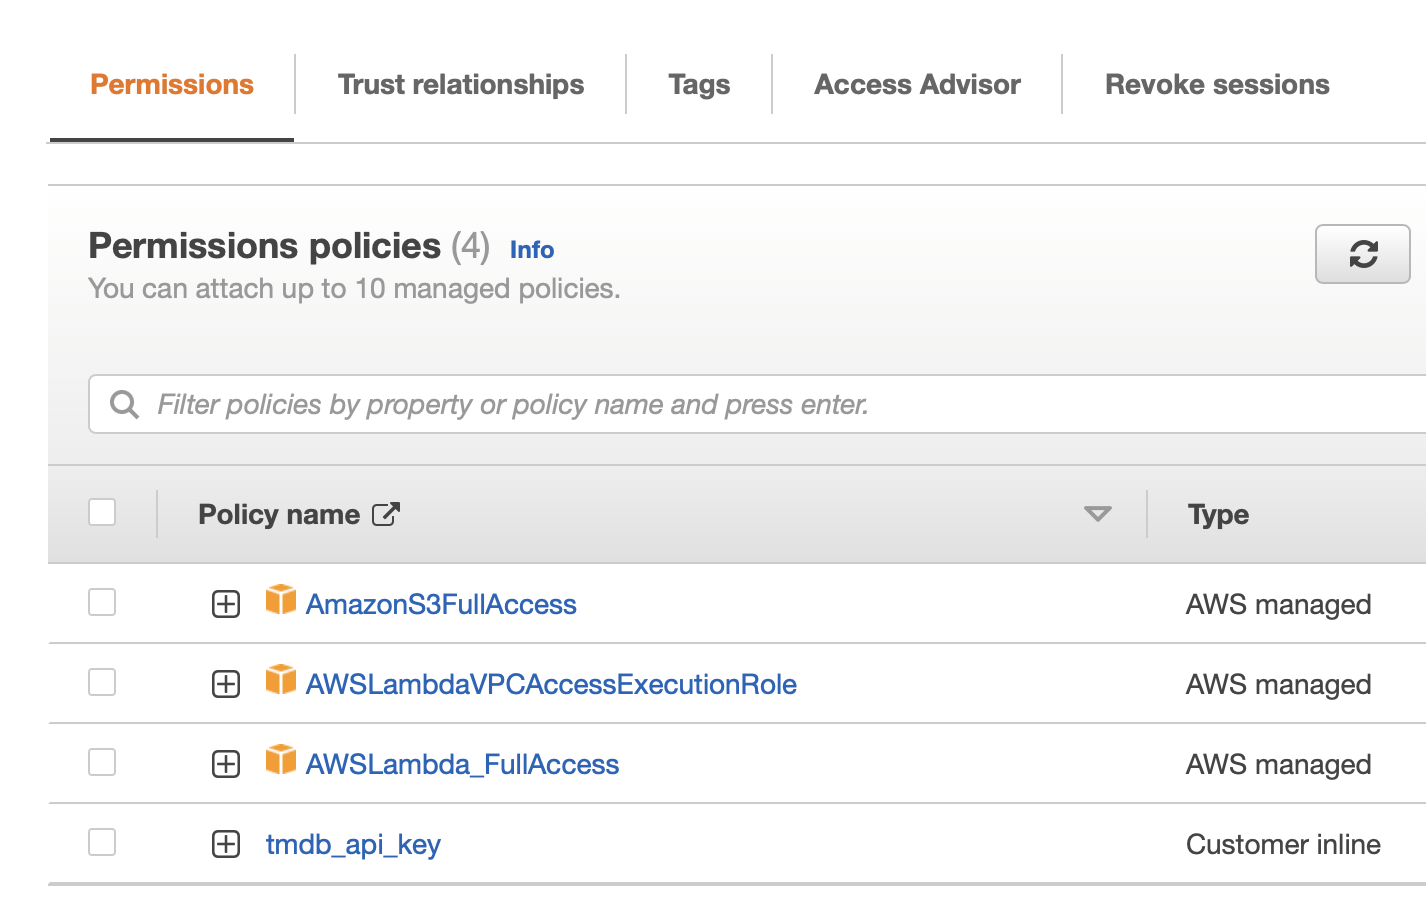 Permissions Trust relationships Tags Access Advisor Revoke sessions
Permissions policies (4) Info
You can attach up to 10 managed policies.
Filter policies by property or policy name and press enter.
Policy name Type
AmazonS3FullAccess AWS managed
AWSLambdaVPCAccessExecutionRole AWS managed
AWSLambda_FullAccess AWS managed
tmdb_api_key Customer inline